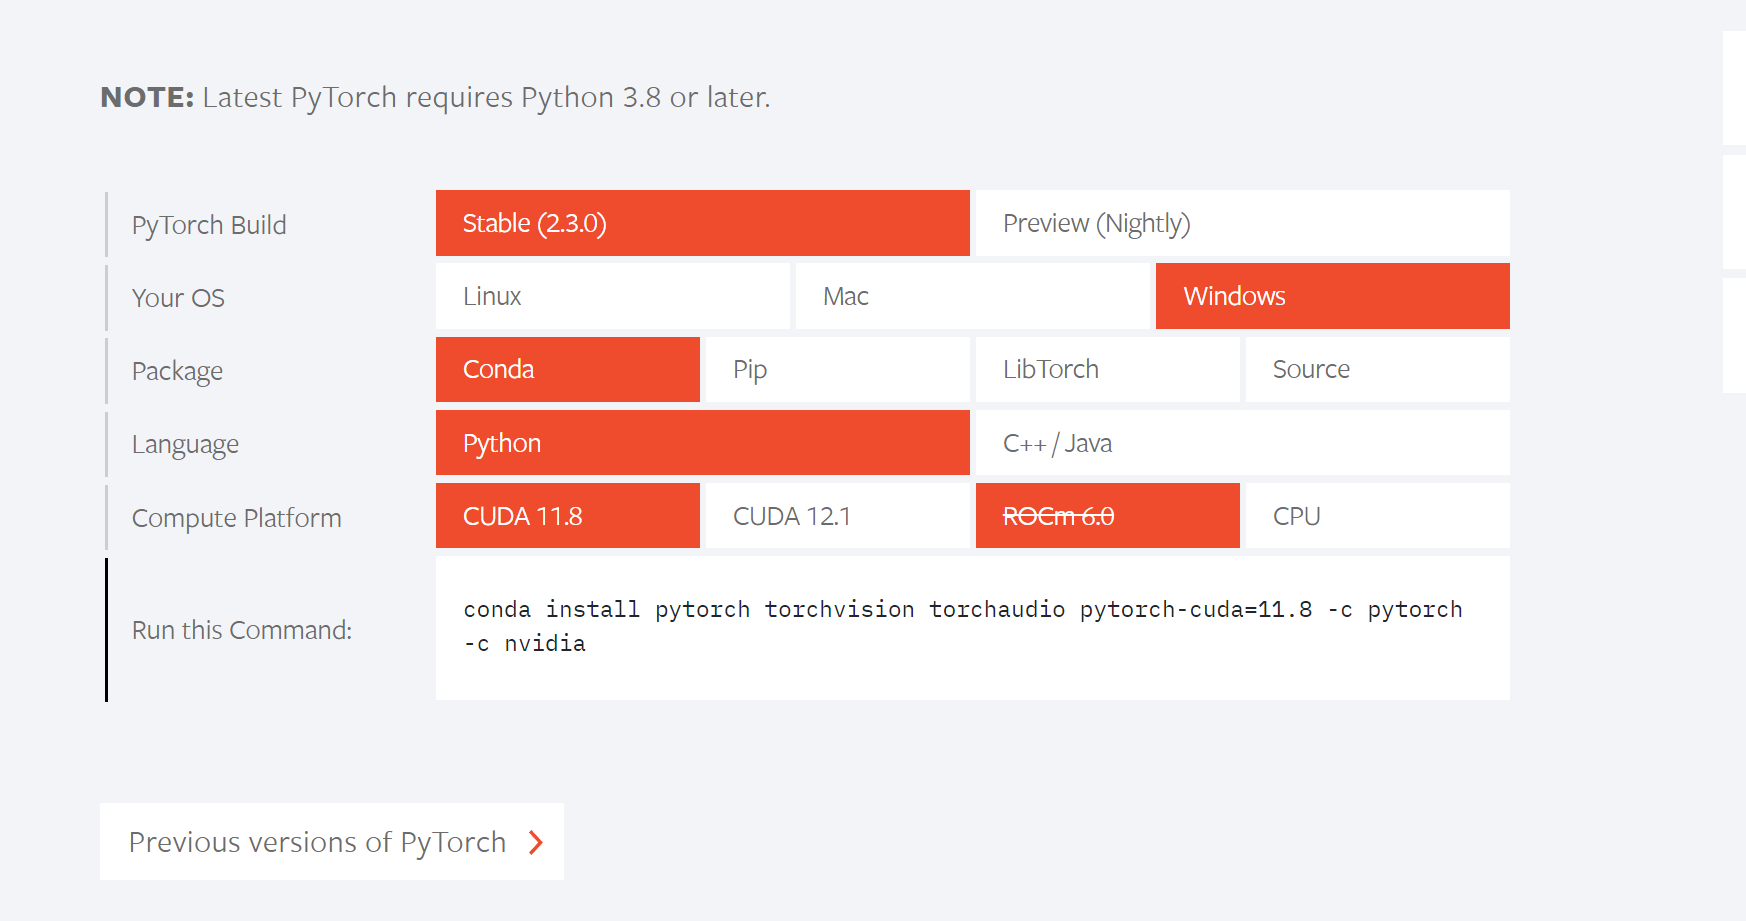 NOTE: Latest PyTorch requires Python 3.8 or later.
PyTorch Build
Stable (2.3.0)
Preview (Nightly)
Your OS
Linux
Mac
Windows
Package
Conda
Pip
LibTorch
Source
Language
Python
C++ / Java
Compute Platform
CUDA 11.8
CUDA 12.1
ROCm 6.0
CPU
Run this Command:
conda install pytorch torchvision torchaudio pytorch-cuda=11.8 -c pytorch
-c nvidia
Previous versions of PyTorch